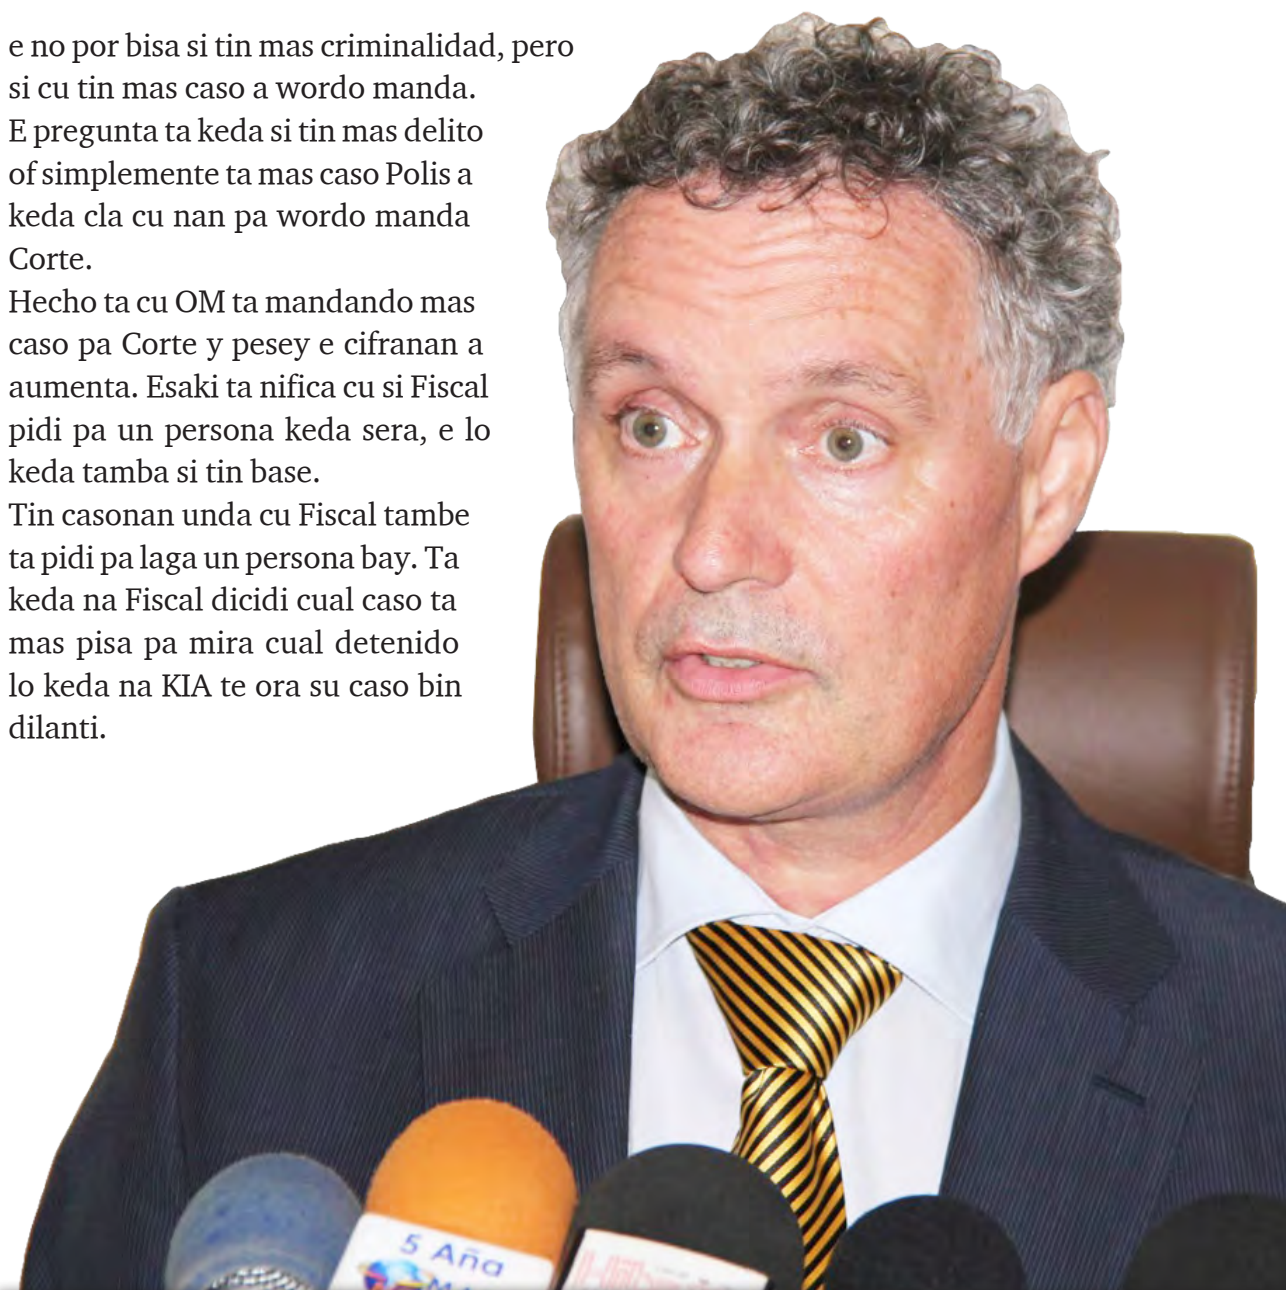 e no por bisa si tin mas criminalidad, pero
si cu tin mas caso a wordo manda.
E pregunta ta keda si tin mas delito
of simplemente ta mas caso Polis a
keda cla cu nan pa wordo manda
Corte.
Hecho ta cu OM ta mandando mas
caso pa Corte y pesey e cifranan a
aumenta. Esaki ta nifica cu si Fiscal
pidi pa un persona keda sera, e lo
keda tamba si tin base.
Tin casonan unda cu Fiscal tambe
ta pidi pa laga un persona bay. Ta
keda na Fiscal dicidi cual caso ta
mas pisa pa mira cual detenido
lo keda na KIA te ora su caso bin
dilanti.
5 Aña